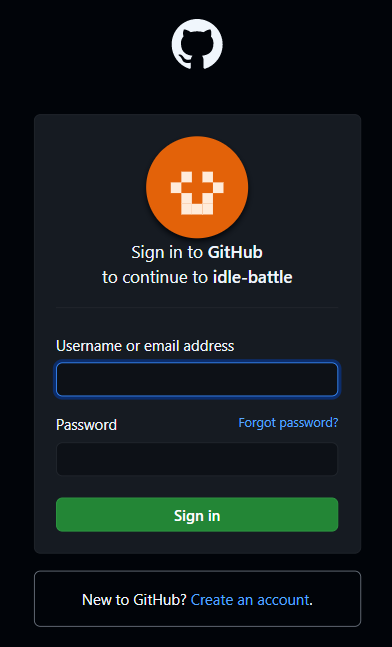 Sign in to GitHub
to continue to idle-battle
Username or email address
Password
Forgot password?
Sign in
New to GitHub? Create an account.